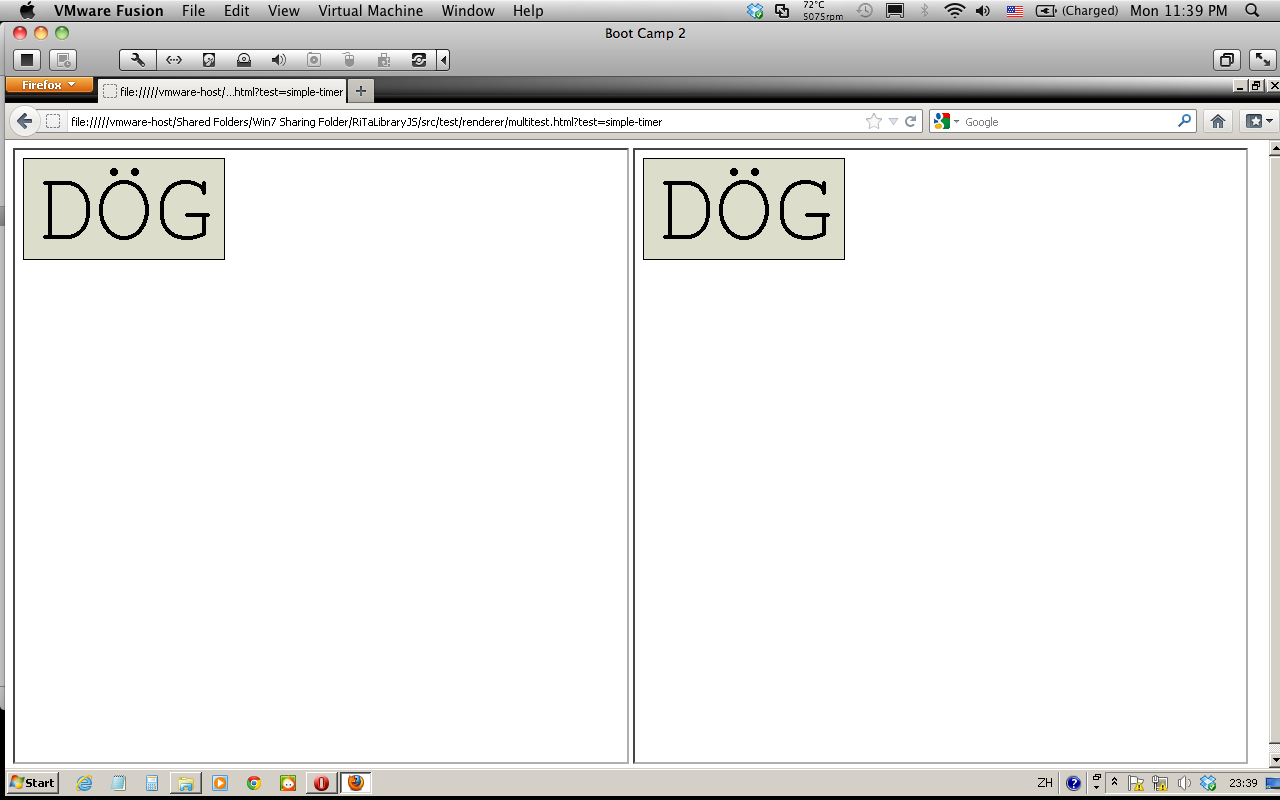 VMware Fusion File Edit View Virtual Machine Window Help 72°C 5075rpm (Charged) Mon 11:39 PM
Boot Camp 2
Firefox file://///vmware-host/...html?test=simple-timer
file://///vmware-host/Shared Folders/Win7 Sharing Folder/RiTaLibraryJS/src/test/renderer/multitest.html?test=simple-timer Google
DÖG DÖG
Start ZH 23:39